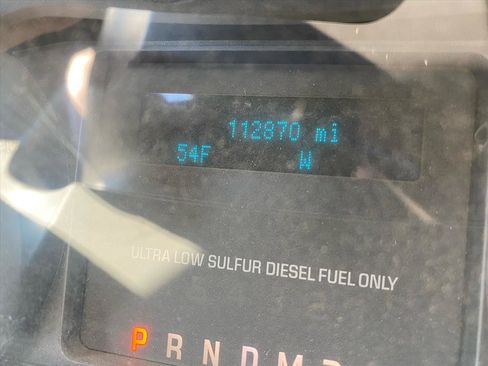 112870 mi
54F W
ULTRA LOW SULFUR DIESEL FUEL ONLY
P R N D M